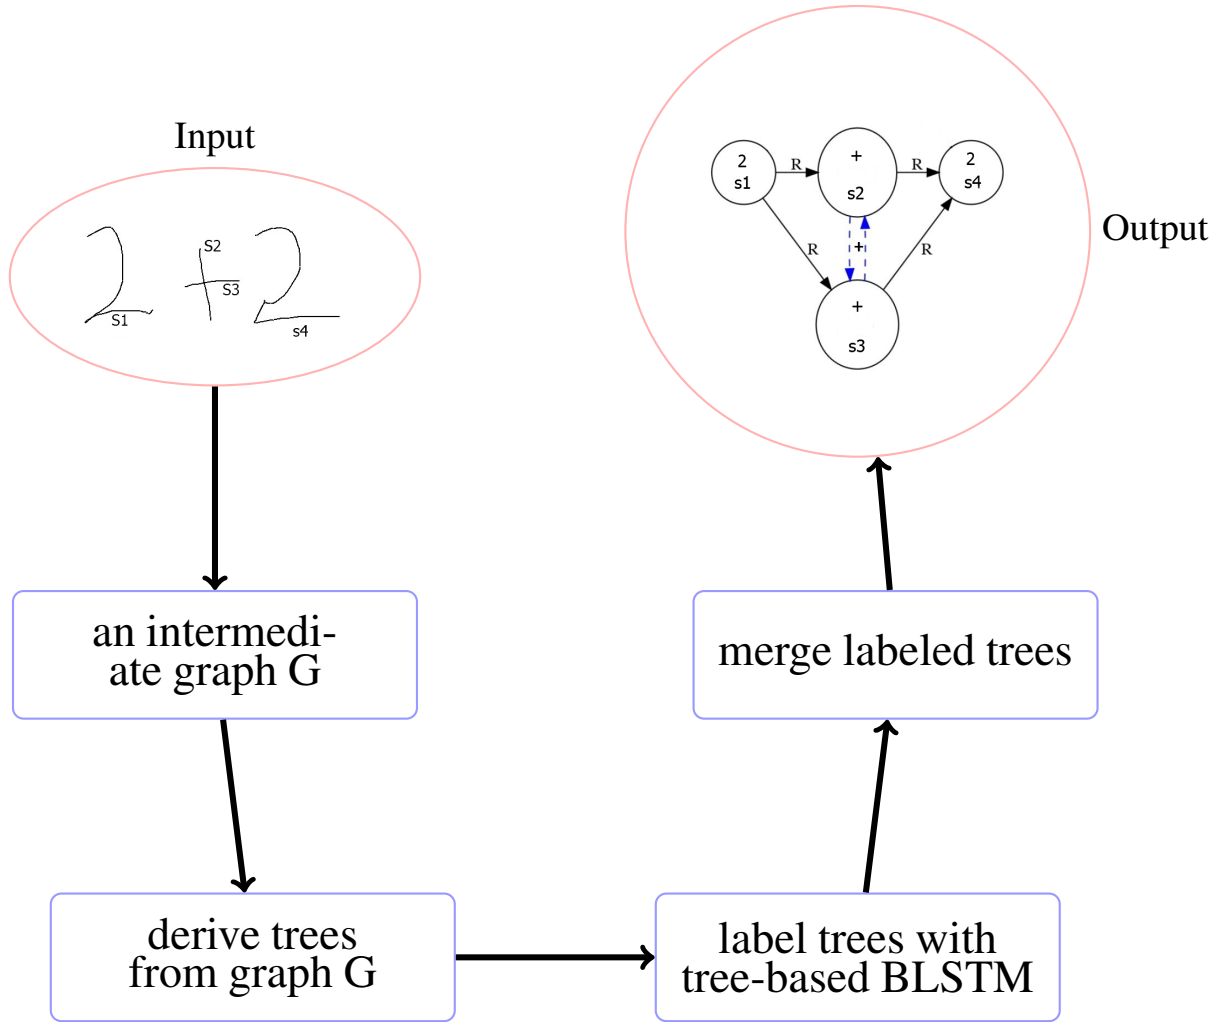 Input
2 + 2
S2
S3
S1
s4
an intermedi-
ate graph G
derive trees
from graph G
label trees with
tree-based BLSTM
merge labeled trees
Output
2 R + R 2
s1 s2 s4
R + R
+
s3